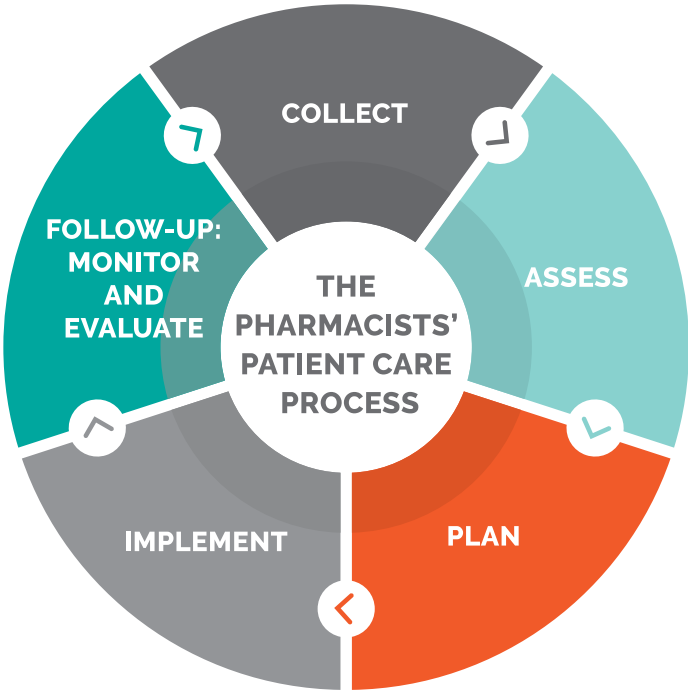 COLLECT
ASSESS
PLAN
IMPLEMENT
FOLLOW-UP:
MONITOR
AND
EVALUATE
THE
PHARMACISTS’
PATIENT CARE
PROCESS